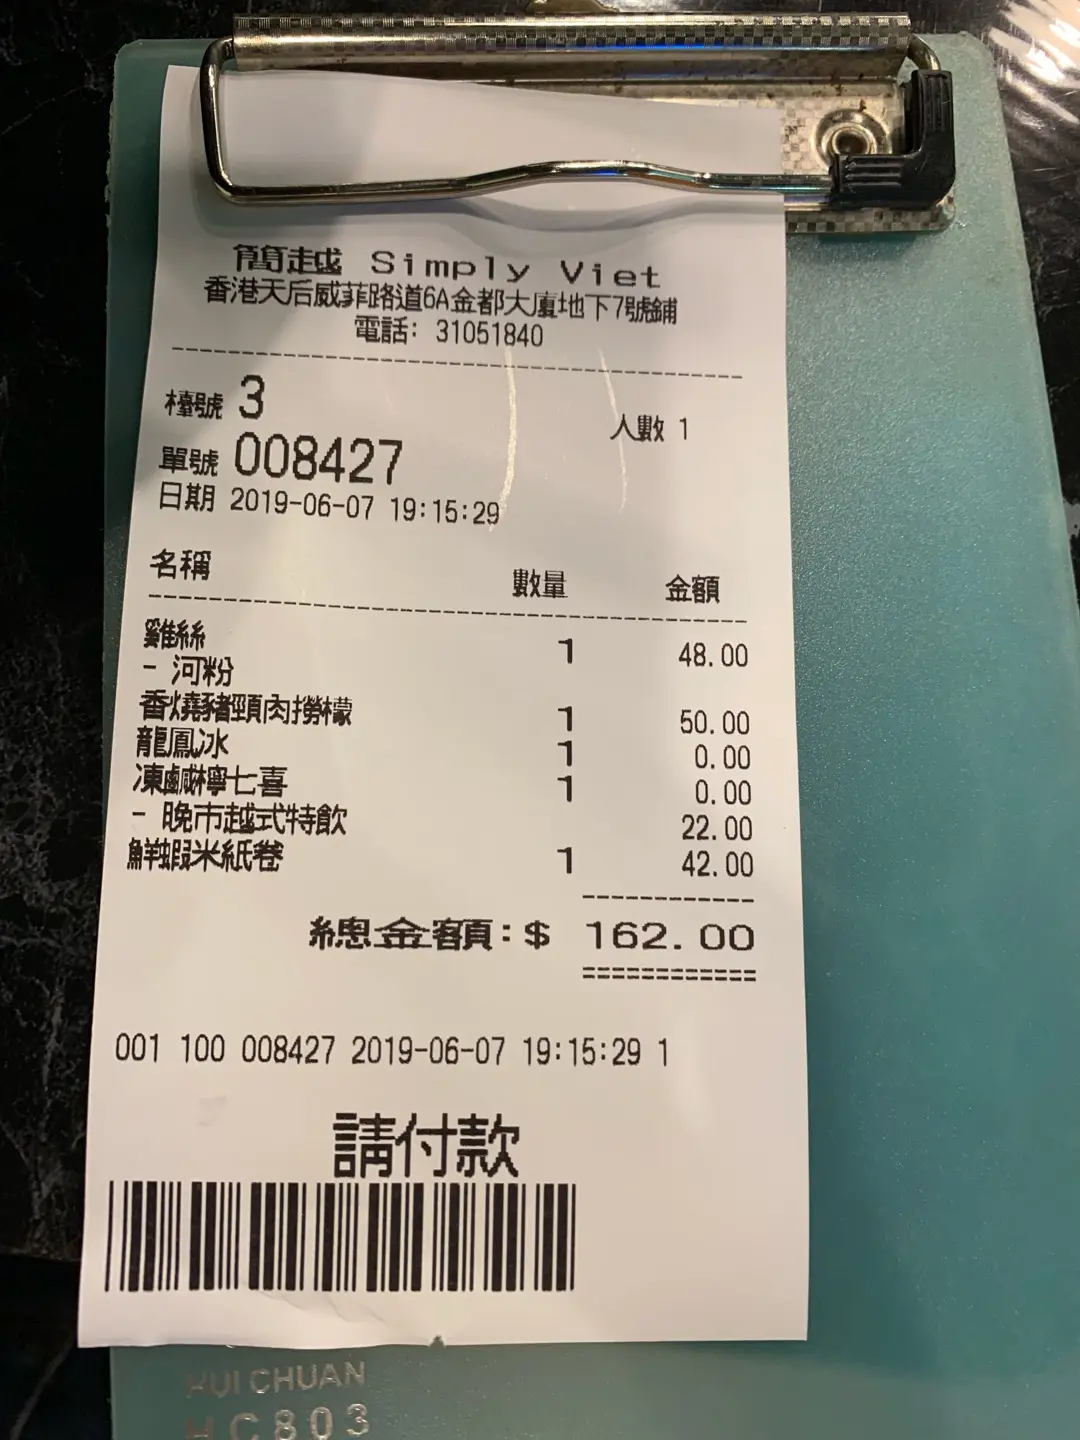 簡越 Simply Viet
香港天后威菲路道6A金都大廈地下7號舖
電話: 31051840
檯號 3 人數 1
單號 008427
日期 2019-06-07 19:15:29
名稱 數量 金額
雞絲 1 48.00
- 河粉
香燒豬頸肉撈檬 1 50.00
龍鳳冰 1 0.00
凍鹹檸七喜 1 0.00
- 晚市越式特飲 22.00
鮮蝦米紙卷 1 42.00
總金額:$ 162.00
001 100 008427 2019-06-07 19:15:29 1
請付款
HUI CHUAN
HC803